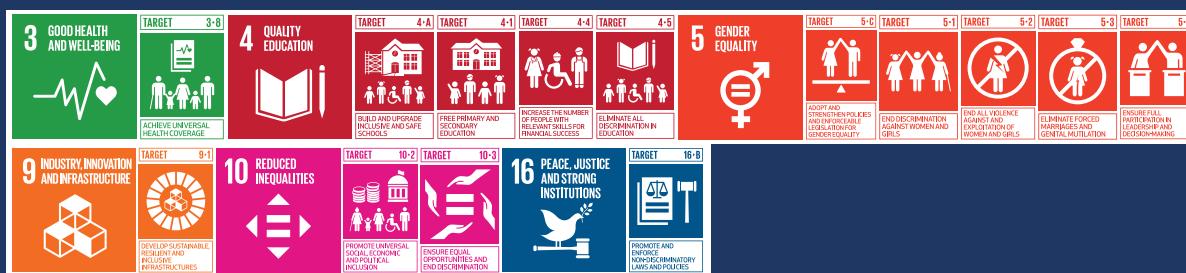 3 GOOD HEALTH
AND WELL-BEING
TARGET 3·8
ACHIEVE UNIVERSAL
HEALTH COVERAGE
4 QUALITY
EDUCATION
TARGET 4·A
BUILD AND UPGRADE
INCLUSIVE AND SAFE
SCHOOLS
TARGET 4·1
FREE PRIMARY AND
SECONDARY
EDUCATION
TARGET 4·4
INCREASE THE NUMBER
OF PEOPLE WITH
RELEVANT SKILLS FOR
FINANCIAL SUCCESS
TARGET 4·5
ELIMINATE ALL
DISCRIMINATION IN
EDUCATION
5 GENDER
EQUALITY
TARGET 5·C
ADOPT AND
STRENGTHEN POLICIES
AND ENFORCEABLE
LEGISLATION FOR
GENDER EQUALITY
TARGET 5·1
END DISCRIMINATION
AGAINST WOMEN AND
GIRLS
TARGET 5·2
END ALL VIOLENCE
AGAINST AND
EXPLOITATION OF
WOMEN AND GIRLS
TARGET 5·3
ELIMINATE FORCED
MARRIAGES AND
GENITAL MUTILATION
TARGET 5·
ENSURE FULL
PARTICIPATION IN
LEADERSHIP AND
DECISION-MAKING
9 INDUSTRY, INNOVATION
AND INFRASTRUCTURE
TARGET 9·1
DEVELOP SUSTAINABLE,
RESILIENT AND
INCLUSIVE
INFRASTRUCTURES
10 REDUCED
INEQUALITIES
TARGET 10·2
PROMOTE UNIVERSAL
SOCIAL, ECONOMIC
AND POLITICAL
INCLUSION
TARGET 10·3
ENSURE EQUAL
OPPORTUNITIES AND
END DISCRIMINATION
16 PEACE, JUSTICE
AND STRONG
INSTITUTIONS
TARGET 16·B
PROMOTE AND
ENFORCE
NON-DISCRIMINATORY
LAWS AND POLICIES